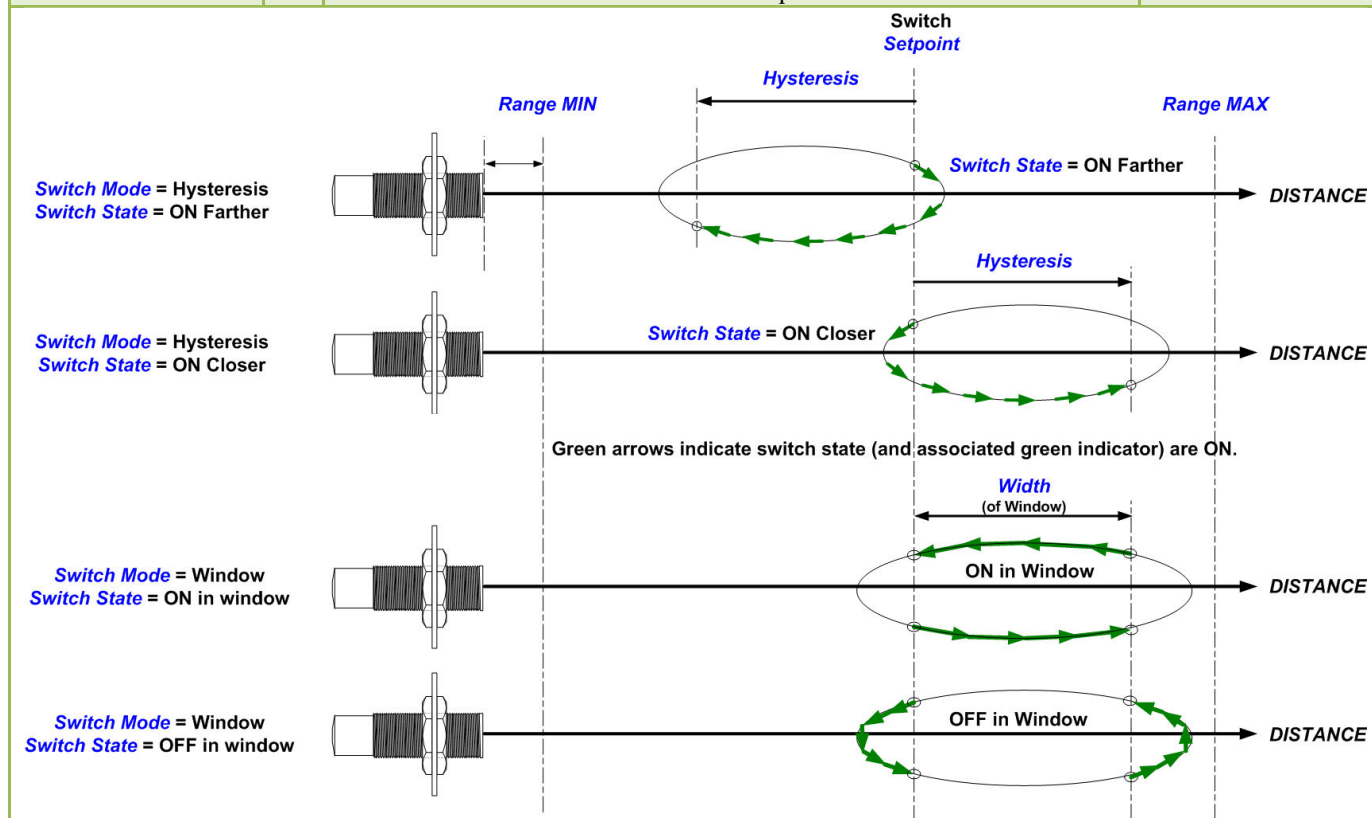 Switch
Setpoint
Hysteresis
Range MIN
Range MAX
Switch Mode = Hysteresis
Switch State = ON Farther
Switch State = ON Farther
DISTANCE
Hysteresis
Switch Mode = Hysteresis
Switch State = ON Closer
Switch State = ON Closer
DISTANCE
Green arrows indicate switch state (and associated green indicator) are ON.
Width
(of Window)
Switch Mode = Window
Switch State = ON in window
ON in Window
DISTANCE
Switch Mode = Window
Switch State = OFF in window
OFF in Window
DISTANCE